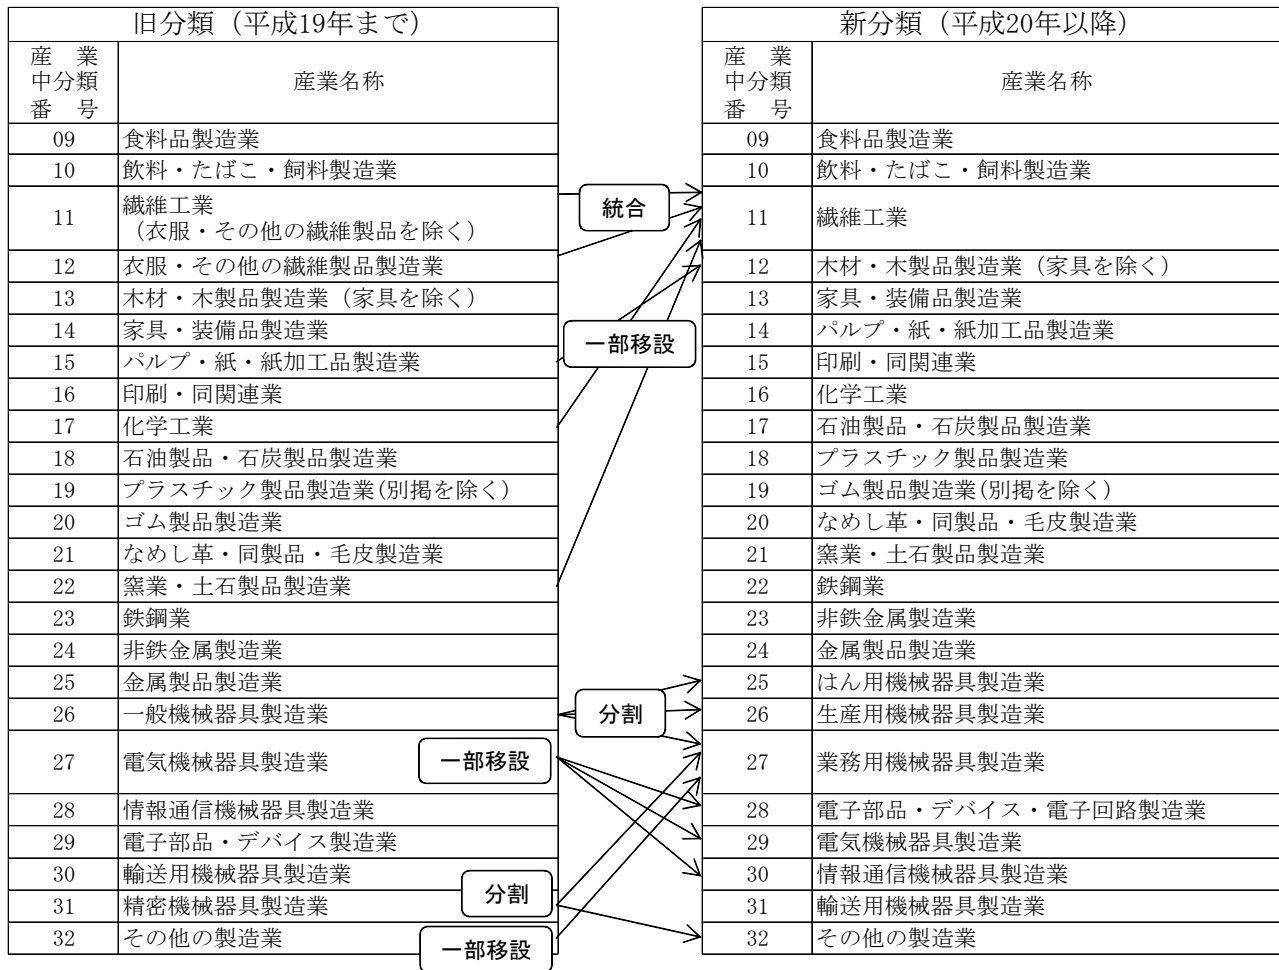 旧分類（平成19年まで）
産　業
中分類
番　号
産業名称
09 食料品製造業
10 飲料・たばこ・飼料製造業
11 繊維工業
（衣服・その他の繊維製品を除く）
12 衣服・その他の繊維製品製造業
13 木材・木製品製造業（家具を除く）
14 家具・装備品製造業
15 パルプ・紙・紙加工品製造業
16 印刷・同関連業
17 化学工業
18 石油製品・石炭製品製造業
19 プラスチック製品製造業(別掲を除く）
20 ゴム製品製造業
21 なめし革・同製品・毛皮製造業
22 窯業・土石製品製造業
23 鉄鋼業
24 非鉄金属製造業
25 金属製品製造業
26 一般機械器具製造業
27 電気機械器具製造業
28 情報通信機械器具製造業
29 電子部品・デバイス製造業
30 輸送用機械器具製造業
31 精密機械器具製造業
32 その他の製造業
統合
一部移設
分割
一部移設
分割
一部移設
新分類（平成20年以降）
産　業
中分類
番　号
産業名称
09 食料品製造業
10 飲料・たばこ・飼料製造業
11 繊維工業
12 木材・木製品製造業（家具を除く）
13 家具・装備品製造業
14 パルプ・紙・紙加工品製造業
15 印刷・同関連業
16 化学工業
17 石油製品・石炭製品製造業
18 プラスチック製品製造業
19 ゴム製品製造業(別掲を除く）
20 なめし革・同製品・毛皮製造業
21 窯業・土石製品製造業
22 鉄鋼業
23 非鉄金属製造業
24 金属製品製造業
25 はん用機械器具製造業
26 生産用機械器具製造業
27 業務用機械器具製造業
28 電子部品・デバイス・電子回路製造業
29 電気機械器具製造業
30 情報通信機械器具製造業
31 輸送用機械器具製造業
32 その他の製造業